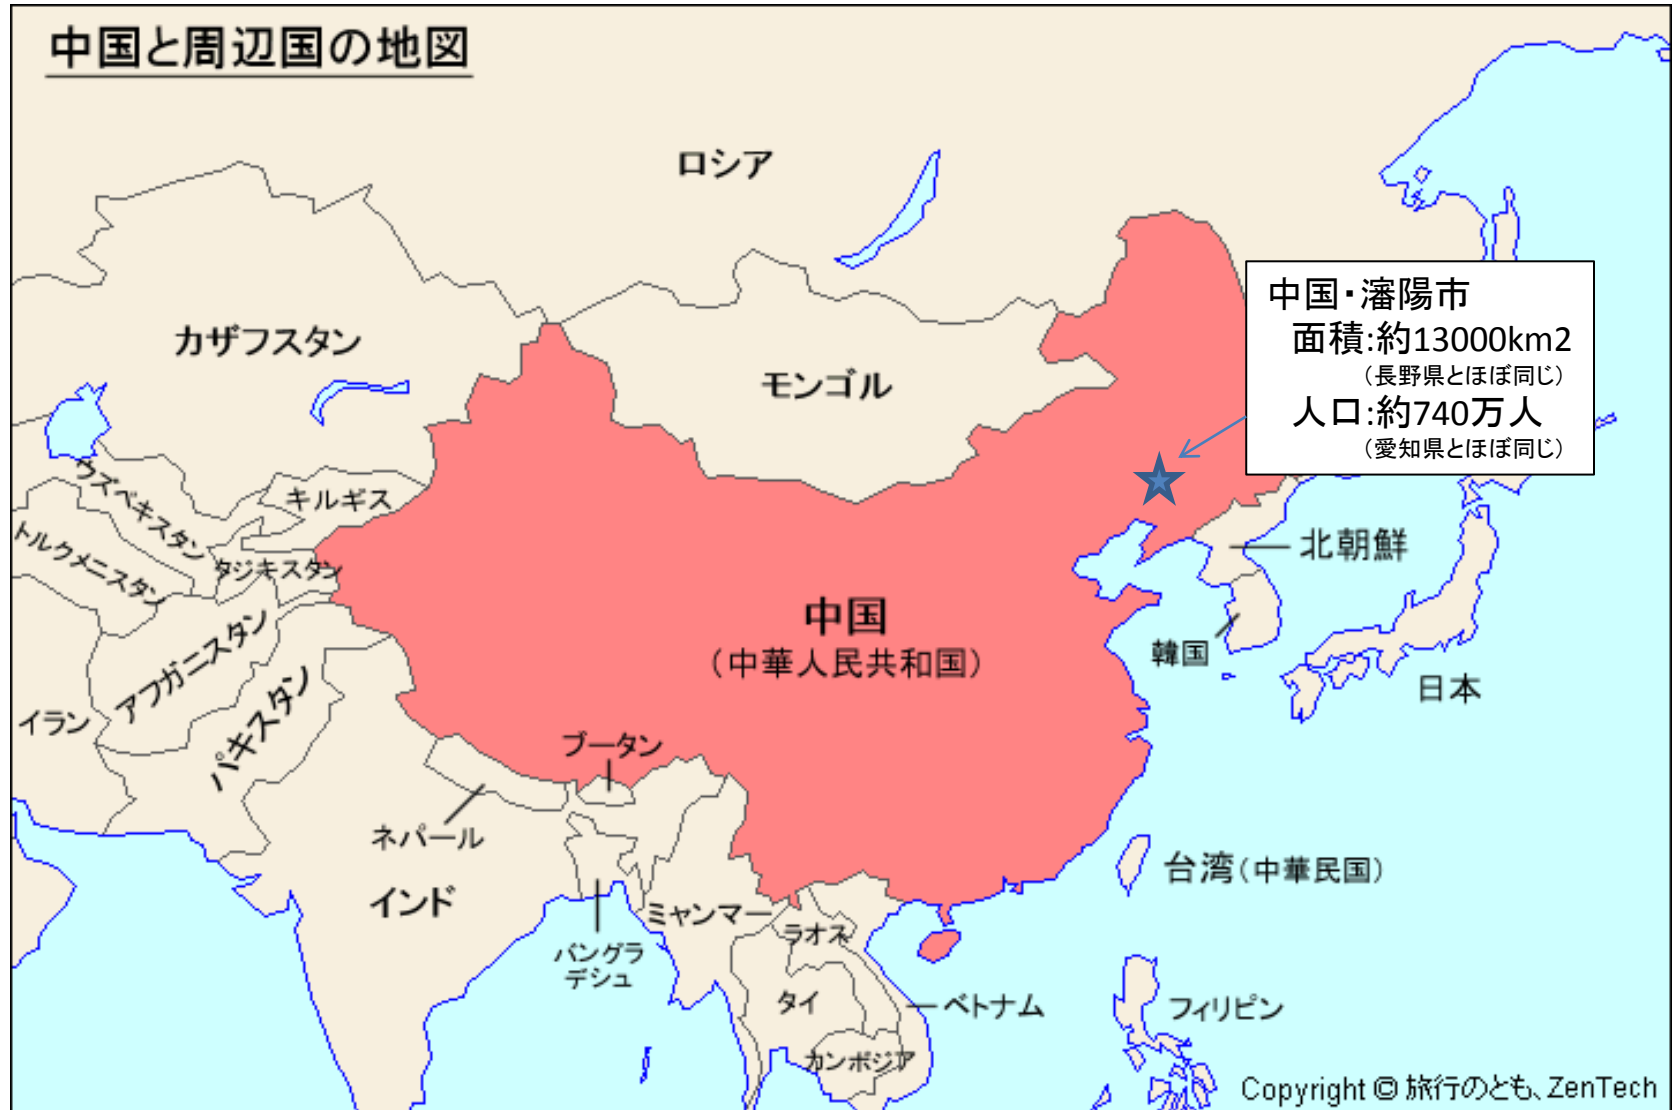 中国と周辺国の地図
ロシア
中国・瀋陽市
面積:約13000km2
（長野県とほぼ同じ）
人口:約740万人
（愛知県とほぼ同じ）
カザフスタン
モンゴル
ウズベキスタン
キルギス
トルクメニスタン
タジキスタン
北朝鮮
中国
（中華人民共和国）
韓国
日本
アフガニスタン
イラン
パキスタン
ブータン
ネパール
台湾（中華民国）
インド
ミャンマー
ラオス
バングラ
デシュ
タイ
ベトナム
フィリピン
カンボジア
Copyright © 旅行のとも、ZenTech